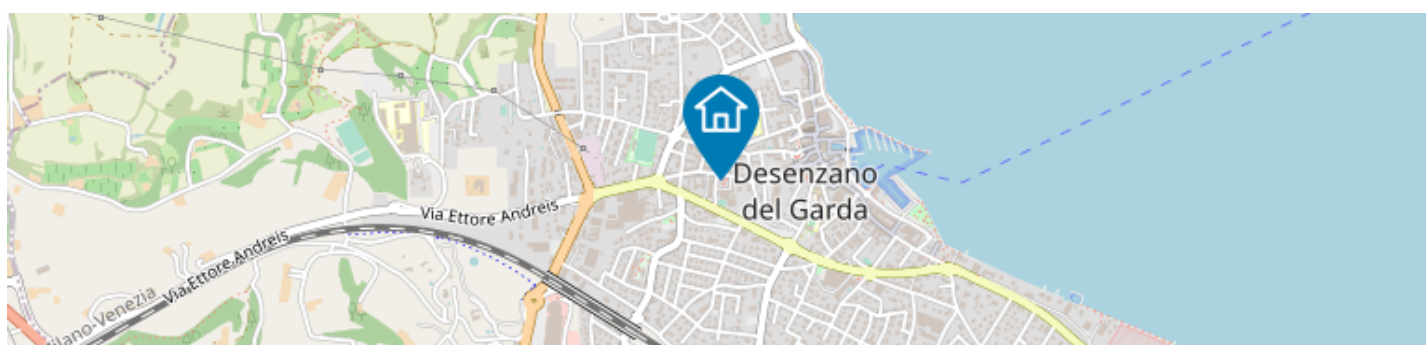 Desenzano
del Garda
Via Ettore Andreis
Via Ettore Andreis
ilano-Venezia